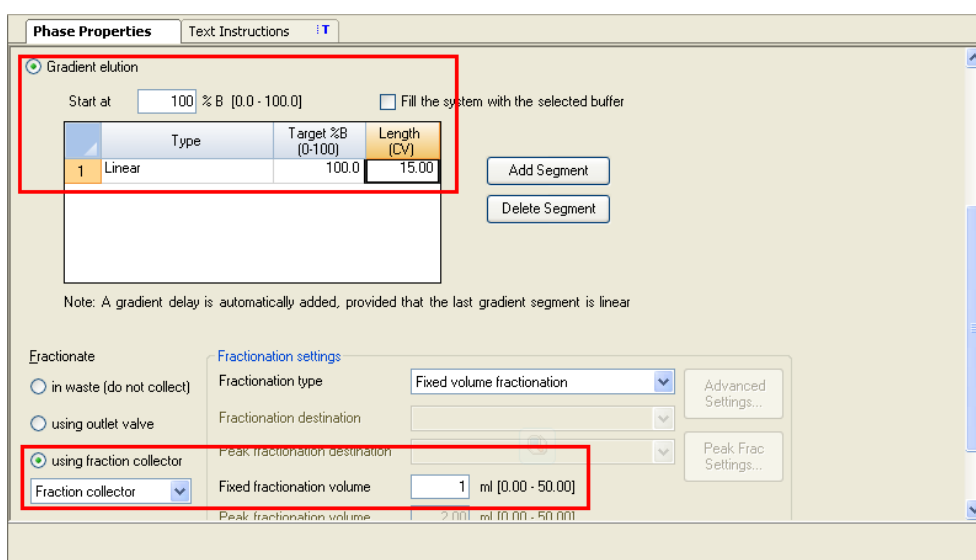 Phase Properties Text Instructions T
Gradient elution
Start at 100 % B [0.0 - 100.0] Fill the system with the selected buffer
Type Target %B (0-100) Length (CV)
1 Linear 100.0 15.00
Add Segment
Delete Segment
Note: A gradient delay is automatically added, provided that the last gradient segment is linear
Fractionate
Fractionation settings
in waste (do not collect)
Fractionation type Fixed volume fractionation
Advanced Settings...
using outlet valve
Fractionation destination
using fraction collector
Peak fractionation destination
Peak Frac Settings...
Fraction collector
Fixed fractionation volume 1 ml [0.00 - 50.00]
Peak fractionation volume 2.00 ml [0.00 - 50.00]